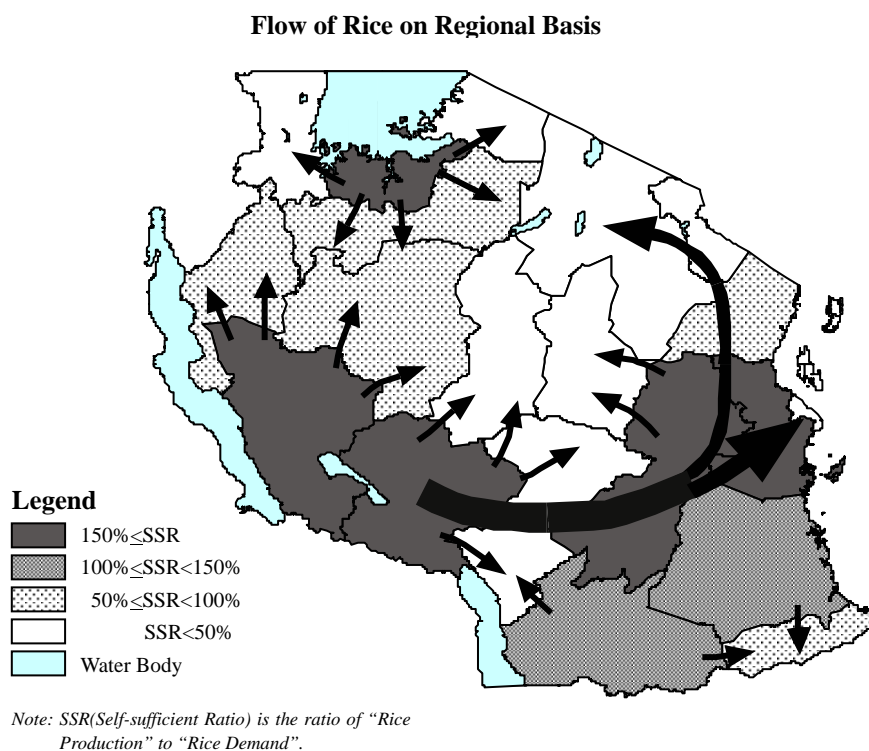 Flow of Rice on Regional Basis
Legend
150%≤SSR
100%≤SSR<150%
50%≤SSR<100%
SSR<50%
Water Body
Note: SSR(Self-sufficient Ratio) is the ratio of “Rice
Production” to “Rice Demand”.